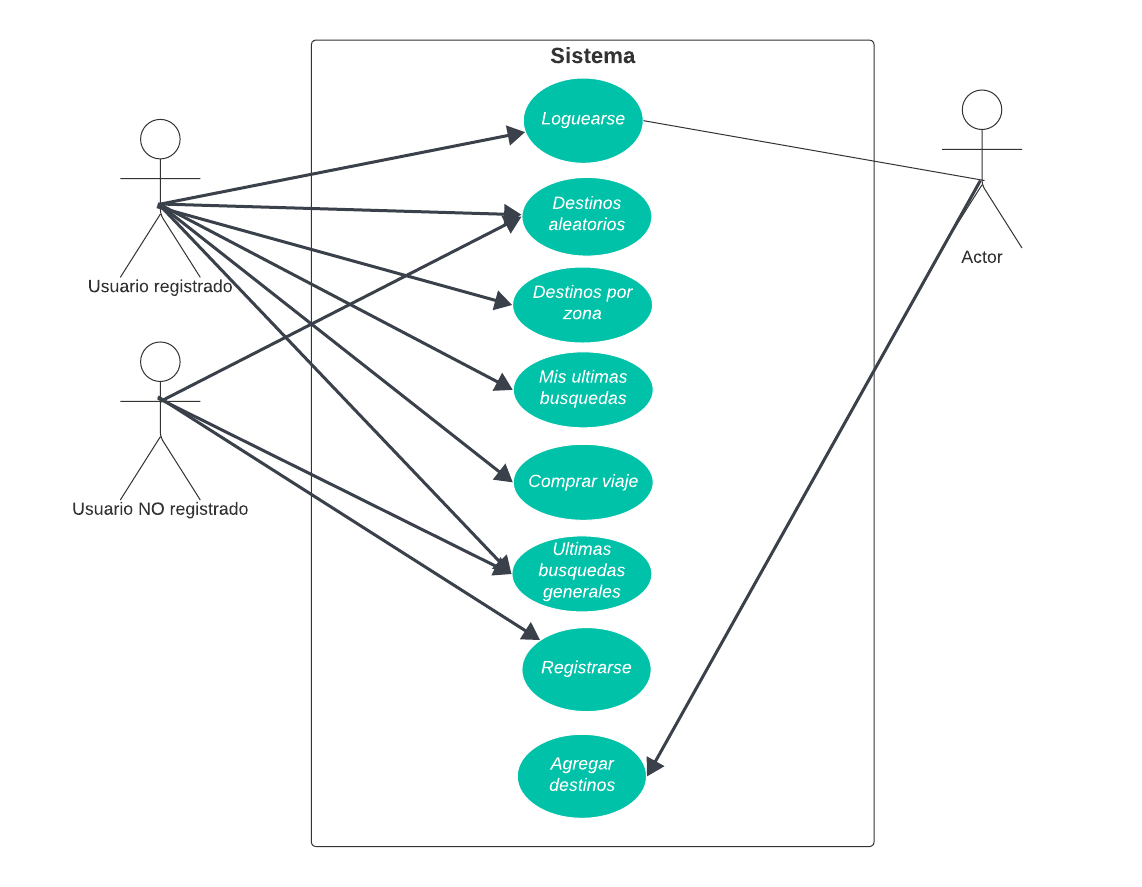 Sistema
Loguearse
Destinos
aleatorios
Destinos por
zona
Mis ultimas
busquedas
Comprar viaje
Ultimas
busquedas
generales
Registrarse
Agregar
destinos
Usuario registrado
Usuario NO registrado
Actor